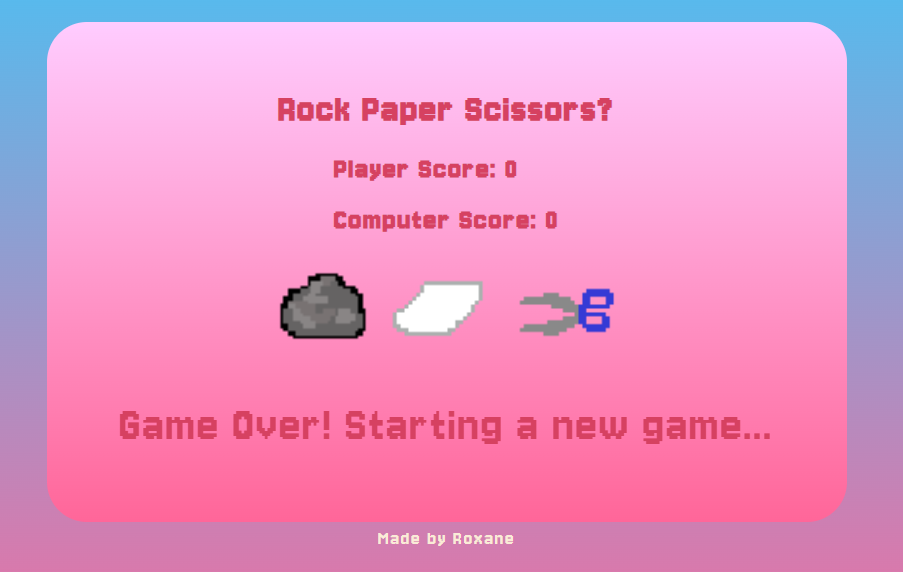 Rock Paper Scissors?
Player Score: 0
Computer Score: 0
Game Over! Starting a new game...
Made by Roxane